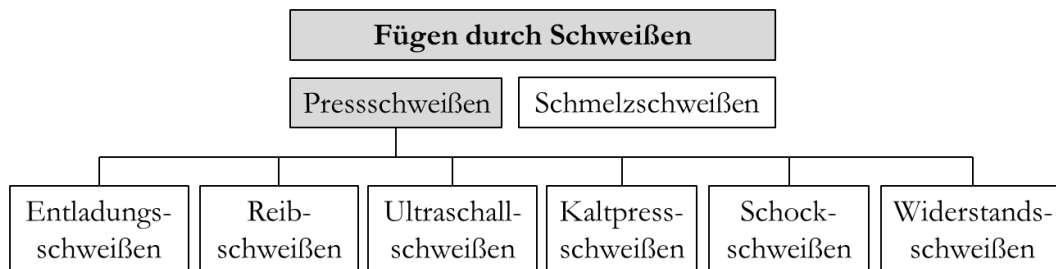 Fügen durch Schweißen
Pressschweißen
Schmelzschweißen
Entladungs-
schweißen
Reib-
schweißen
Ultraschall-
schweißen
Kaltpress-
schweißen
Schock-
schweißen
Widerstands-
schweißen